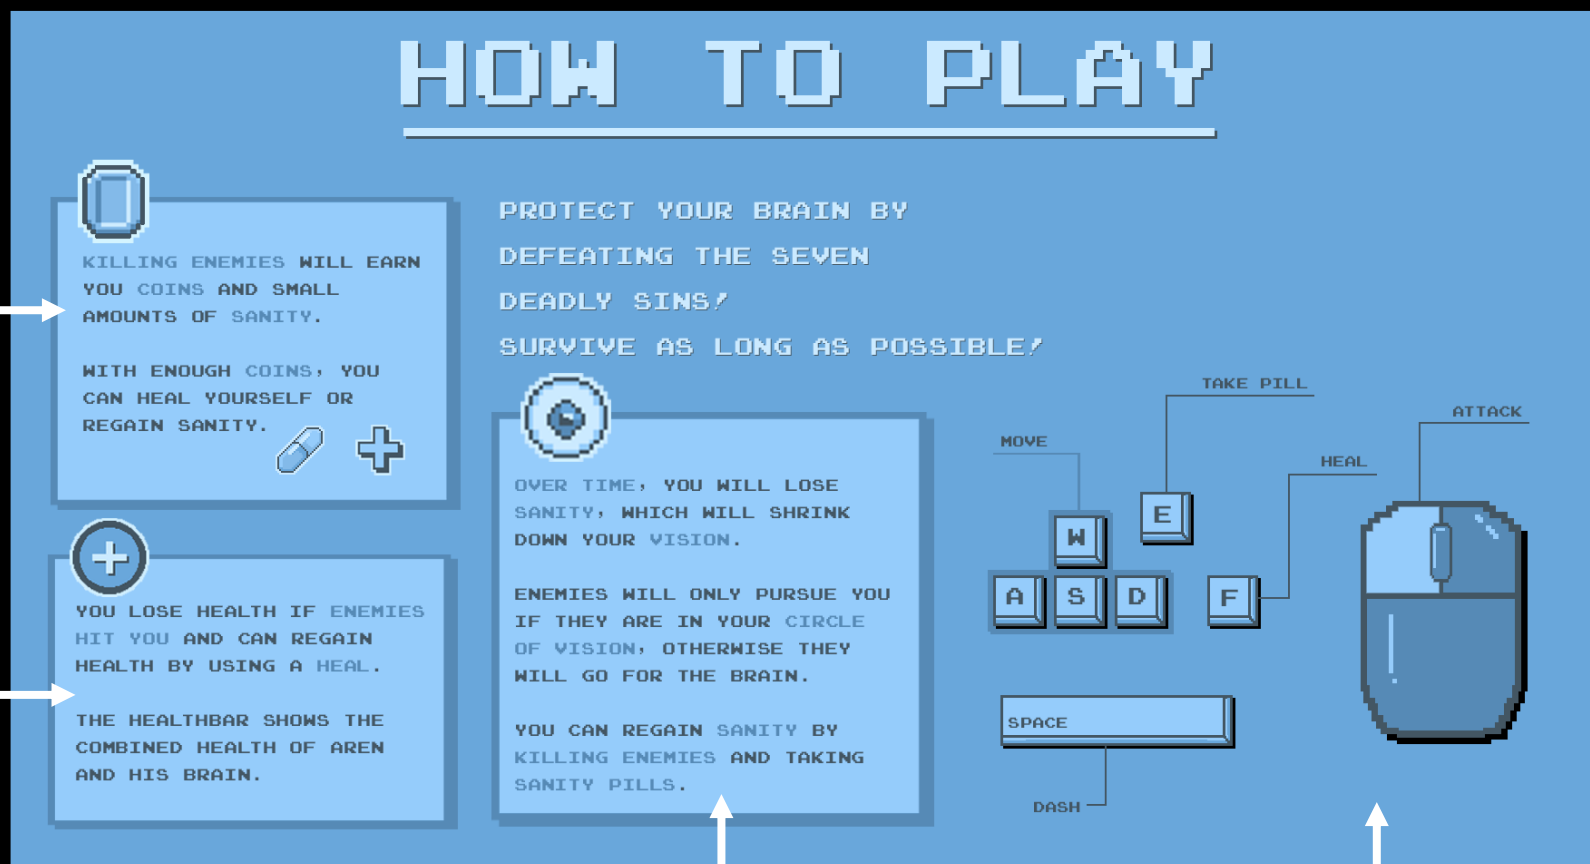 HOW TO PLAY
PROTECT YOUR BRAIN BY
DEFEATING THE SEVEN
DEADLY SINS!
SURVIVE AS LONG AS POSSIBLE!
KILLING ENEMIES WILL EARN
YOU COINS AND SMALL
AMOUNTS OF SANITY.
WITH ENOUGH COINS, YOU
CAN HEAL YOURSELF OR
REGAIN SANITY.
YOU LOSE HEALTH IF ENEMIES
HIT YOU AND CAN REGAIN
HEALTH BY USING A HEAL.
THE HEALTHBAR SHOWS THE
COMBINED HEALTH OF AREN
AND HIS BRAIN.
OVER TIME, YOU WILL LOSE
SANITY, WHICH WILL SHRINK
DOWN YOUR VISION.
ENEMIES WILL ONLY PURSUE YOU
IF THEY ARE IN YOUR CIRCLE
OF VISION, OTHERWISE THEY
WILL GO FOR THE BRAIN.
YOU CAN REGAIN SANITY BY
KILLING ENEMIES AND TAKING
SANITY PILLS.
TAKE PILL
ATTACK
MOVE
HEAL
E
W
A S D F
SPACE
DASH